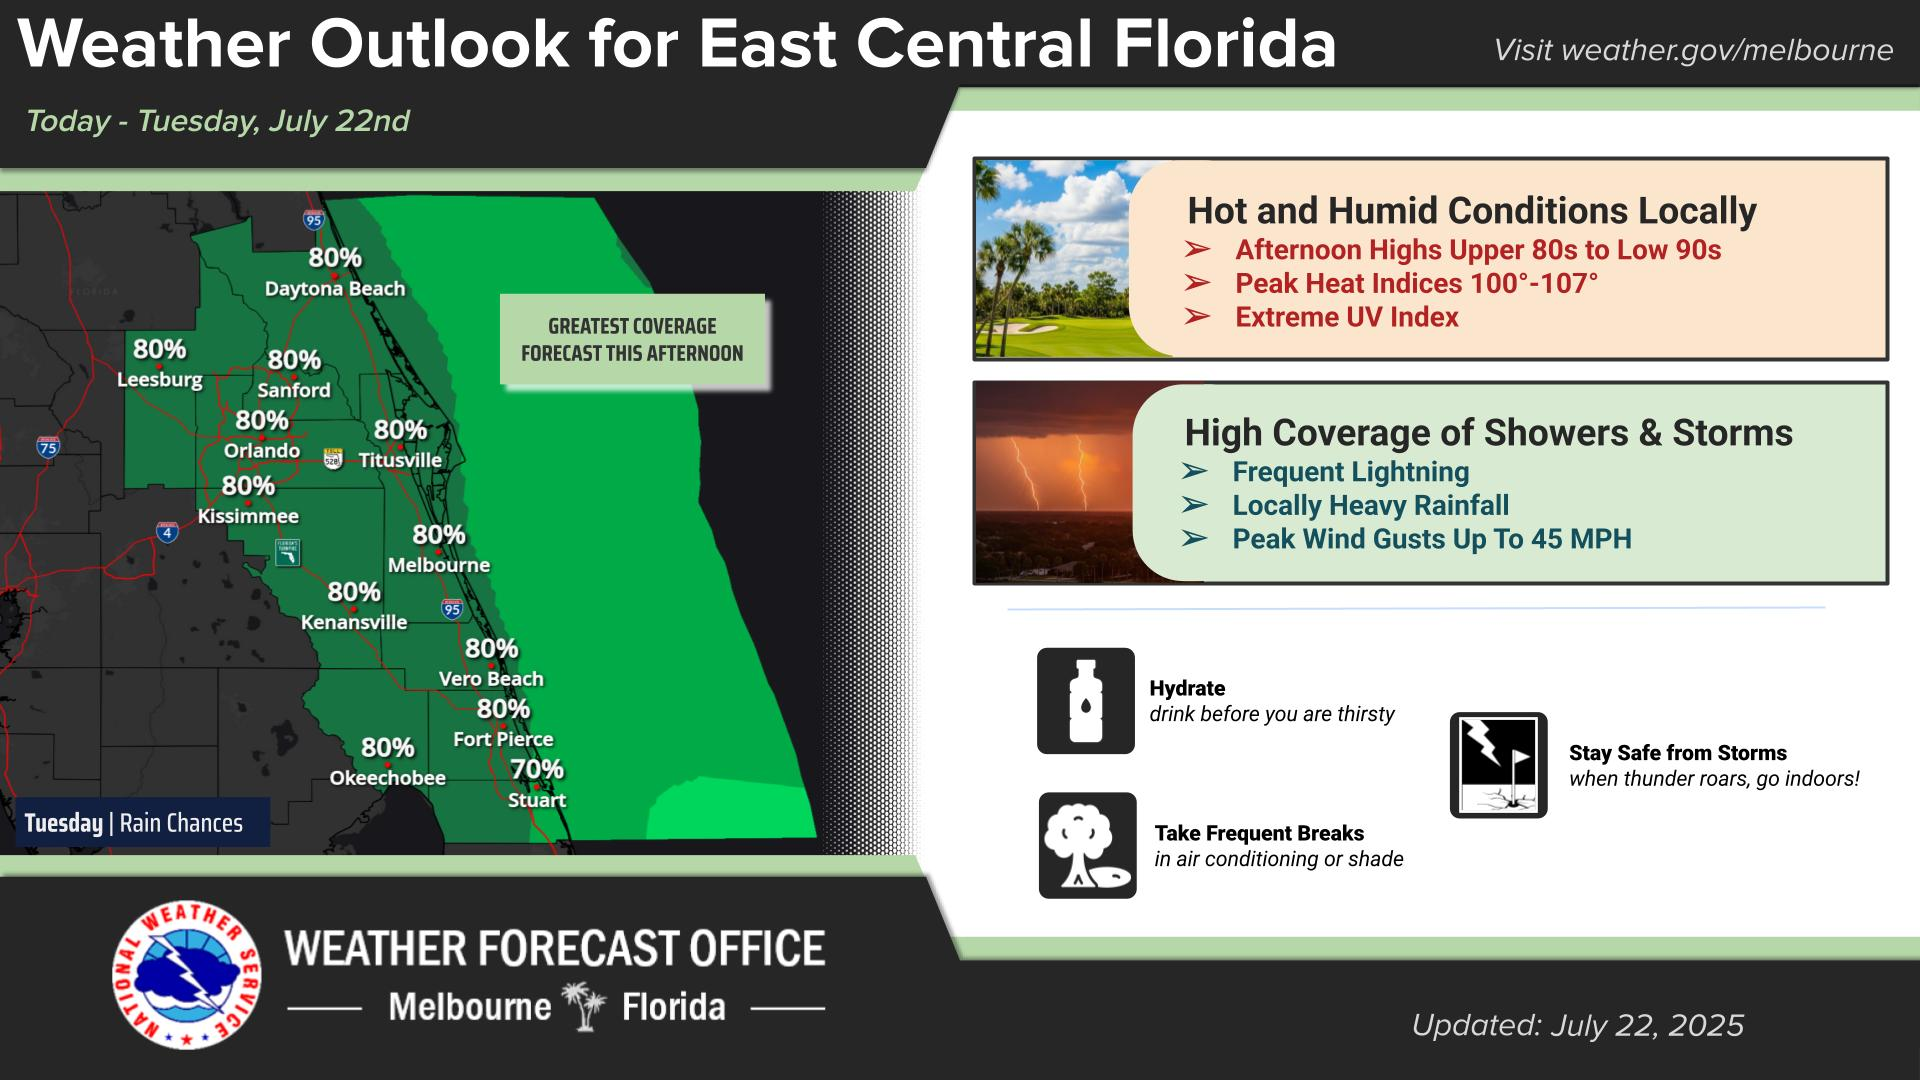 Weather Outlook for East Central Florida
Visit weather.gov/melbourne
Today - Tuesday, July 22nd
95
80%
Daytona Beach
FLORIDA
GREATEST COVERAGE
FORECAST THIS AFTERNOON
80%
Leesburg
80%
Sanford
80%
Orlando
80%
Titusville
75
528
80%
Kissimmee
4
80%
Melbourne
80%
Kenansville
95
80%
Vero Beach
80%
Fort Pierce
80%
Okeechobee
70%
Stuart
Tuesday | Rain Chances
Hot and Humid Conditions Locally
➢ Afternoon Highs Upper 80s to Low 90s
➢ Peak Heat Indices 100°-107°
➢ Extreme UV Index
High Coverage of Showers & Storms
➢ Frequent Lightning
➢ Locally Heavy Rainfall
➢ Peak Wind Gusts Up To 45 MPH
Hydrate
drink before you are thirsty
Stay Safe from Storms
when thunder roars, go indoors!
Take Frequent Breaks
in air conditioning or shade
NATIONAL WEATHER SERVICE
WEATHER FORECAST OFFICE
Melbourne Florida
Updated: July 22, 2025